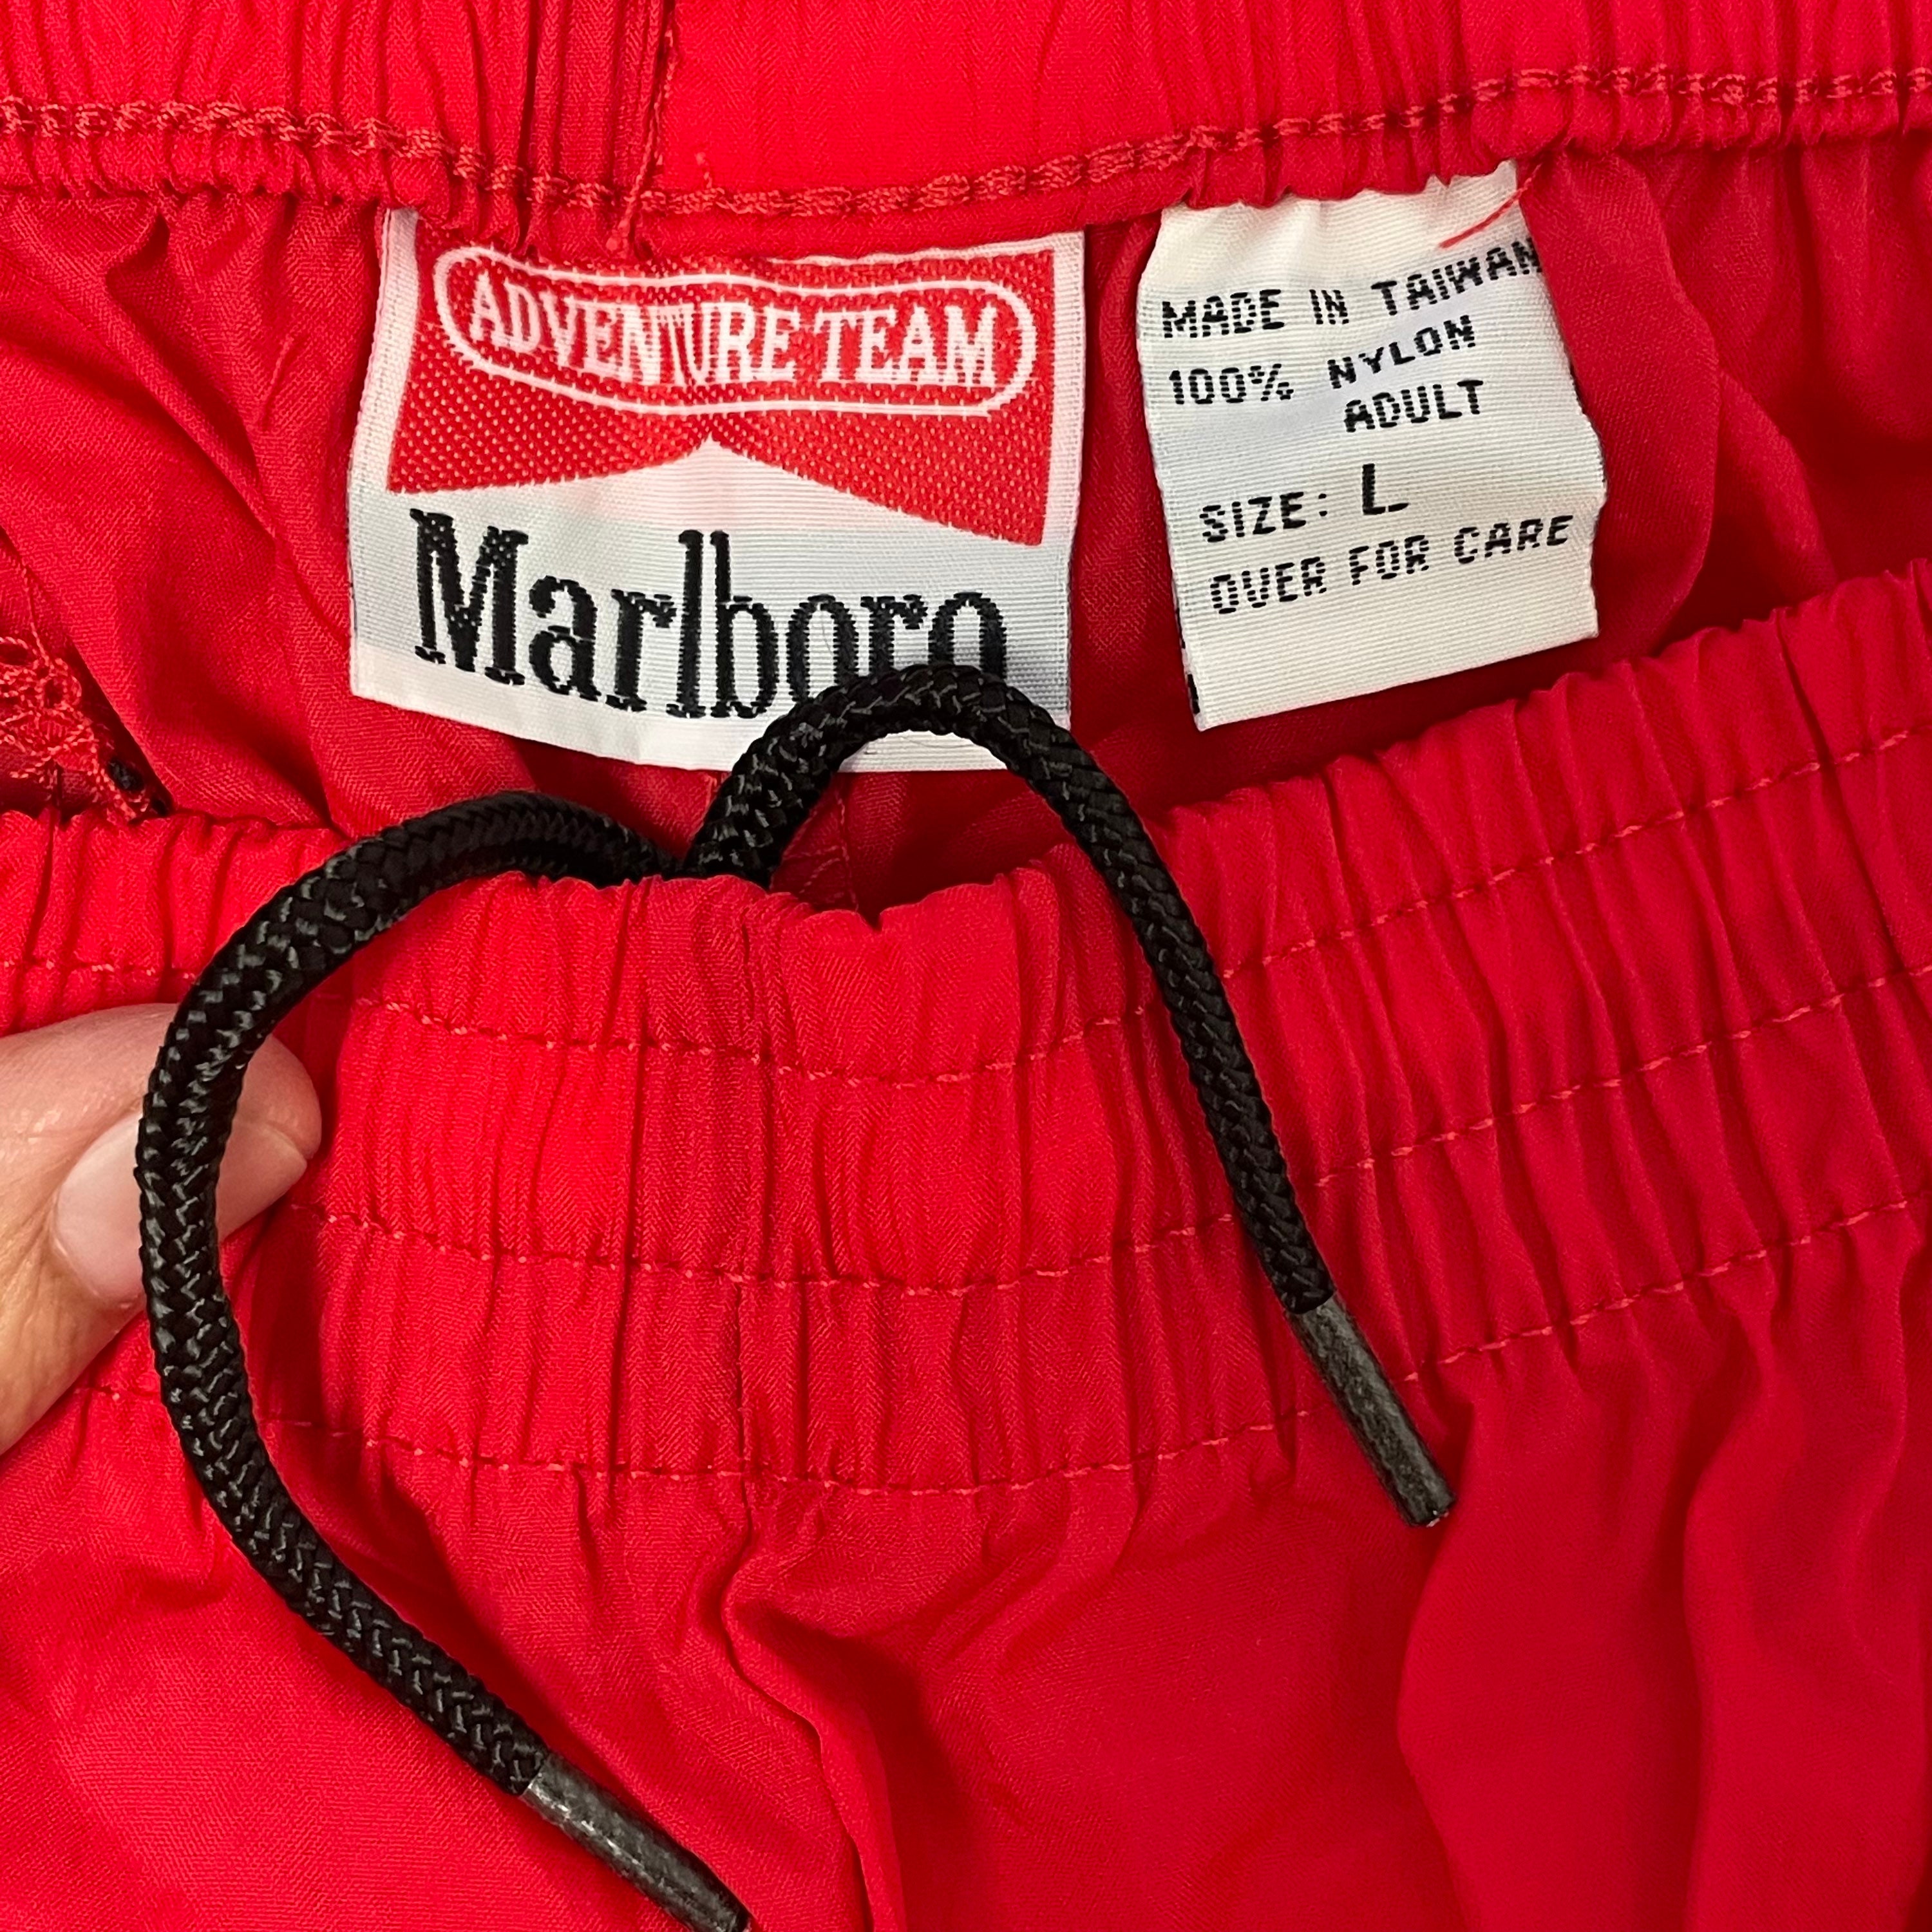 ADVENTURE TEAM
Marlboro
MADE IN TAIWAN
100% NYLON
ADULT
SIZE: L
OVER FOR CARE